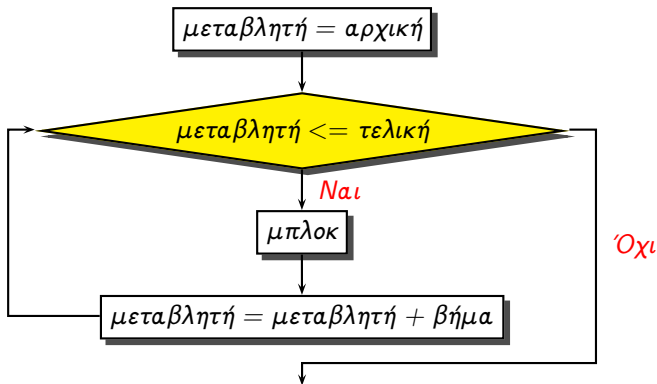 μεταβλητή = αρχική
μεταβλητή <= τελική
Ναι
μπλοκ
Όχι
μεταβλητή = μεταβλητή + βήμα